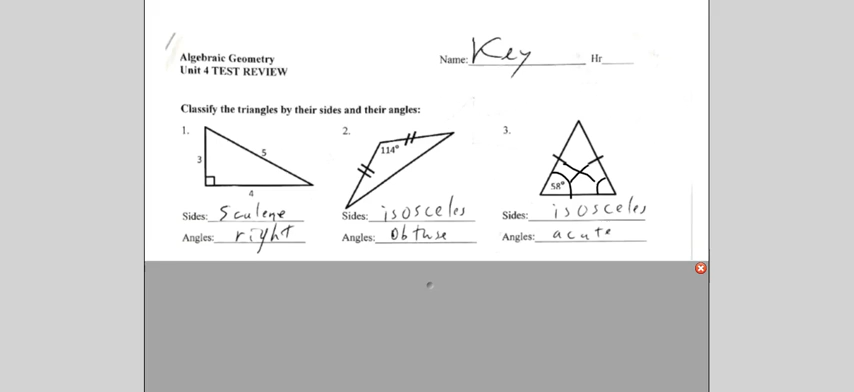 Algebraic Geometry
Unit 4 TEST REVIEW
Name: Key Hr
Classify the triangles by their sides and their angles:
1. 2. 3.
3 5 4
114°
58°
Sides: Sculene Sides: isosceles Sides: isosceles
Angles: right Angles: Obtuse Angles: acute